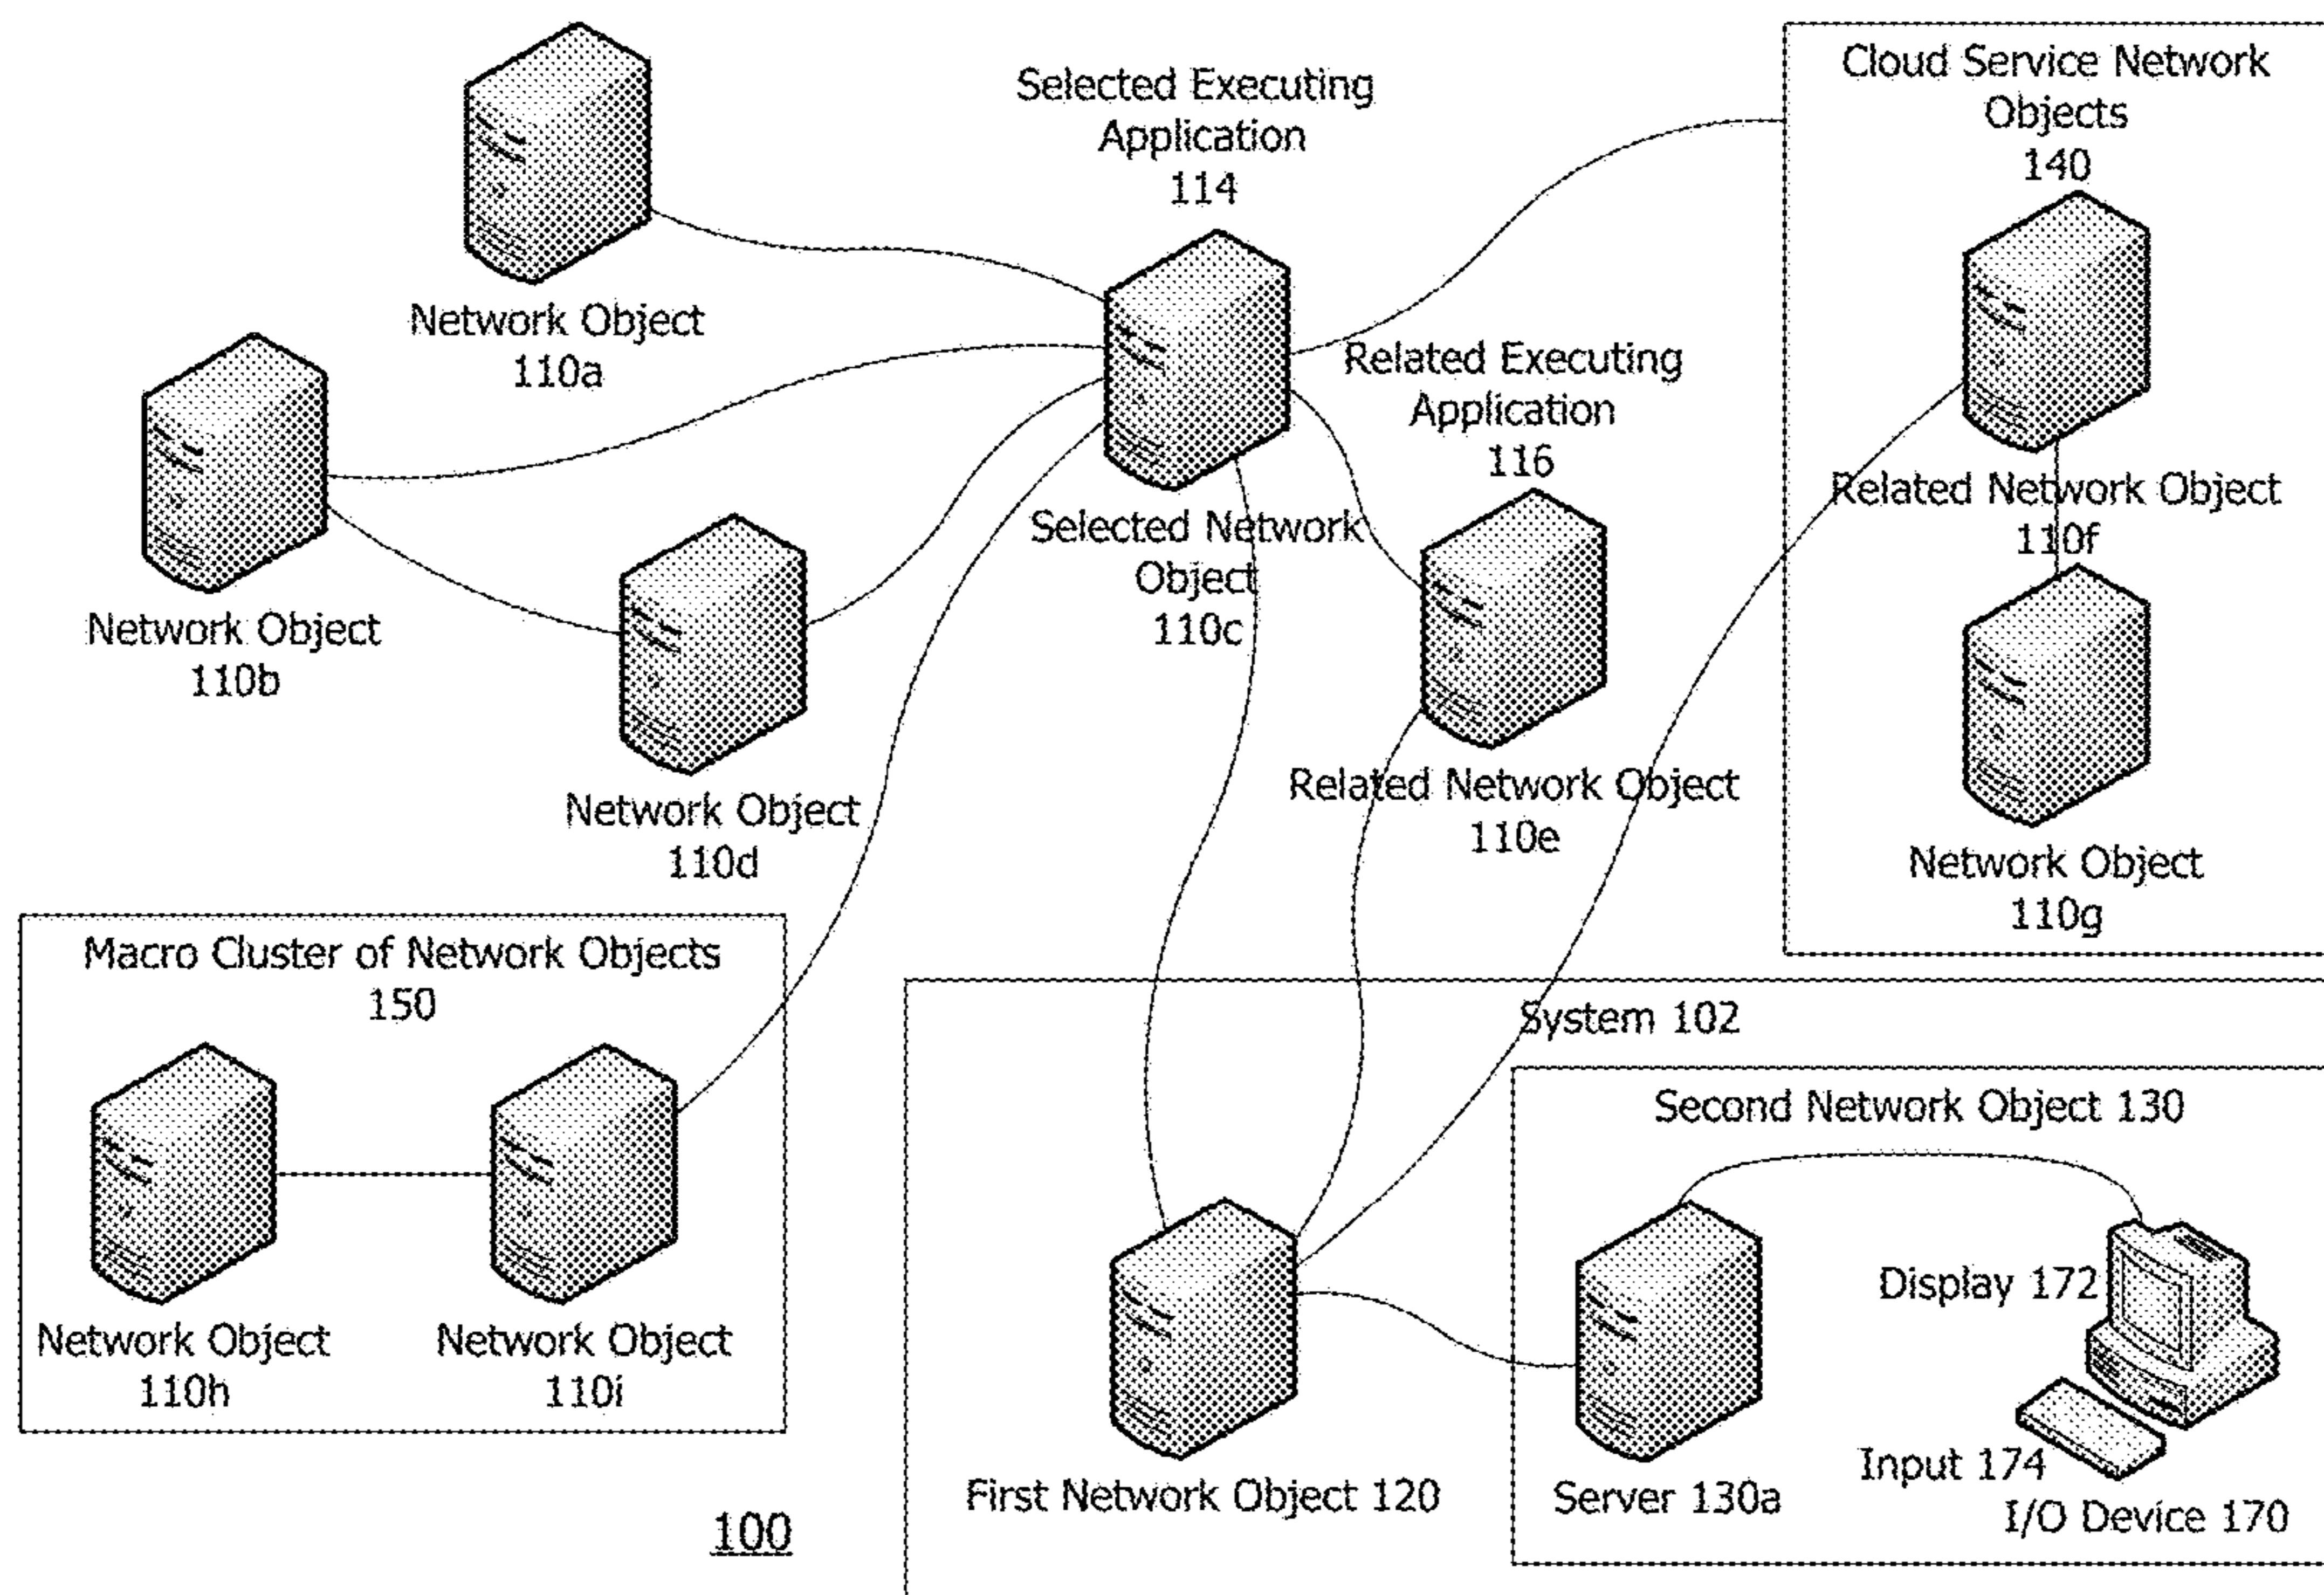 Selected Executing
Application
114
Cloud Service Network
Objects
140
Network Object
110a
Related Executing
Application
116
Related Network Object
110f
Selected Network
Object
110c
Network Object
110b
Network Object
110d
Related Network Object
110e
Network Object
110g
Macro Cluster of Network Objects
150
Network Object
110h
Network Object
110i
System 102
Second Network Object 130
Display 172
Input 174
I/O Device 170
Server 130a
First Network Object 120
100